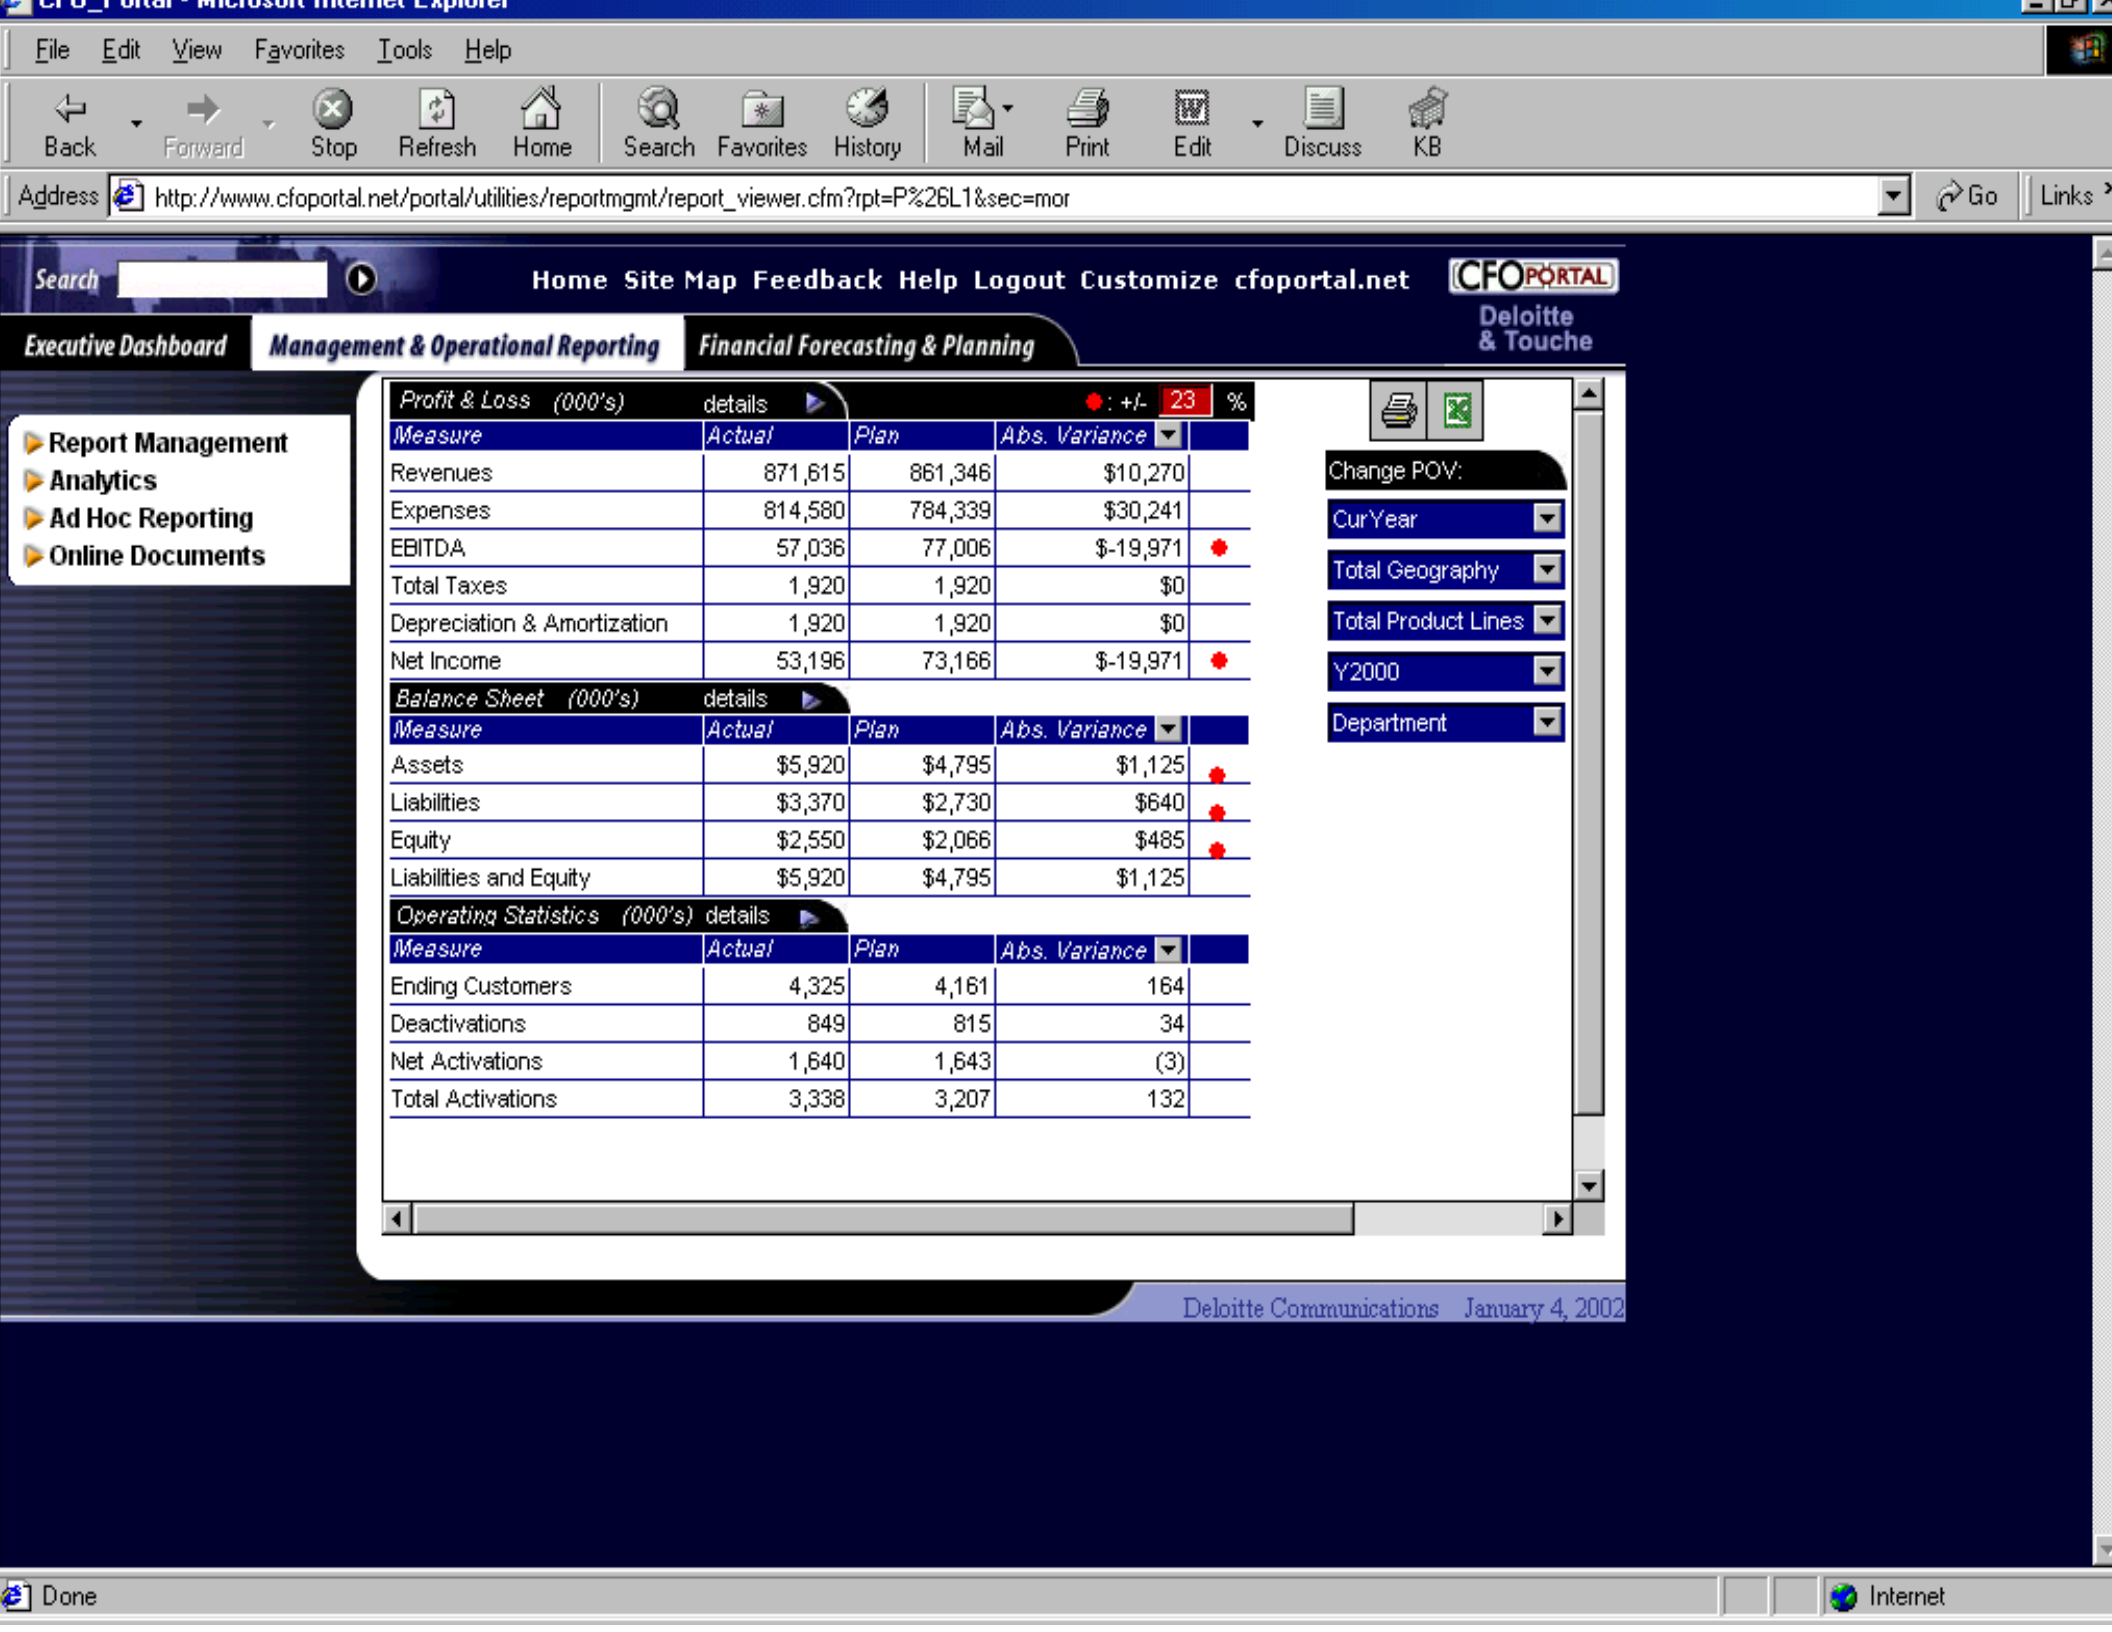 CFO_Portal - Microsoft Internet Explorer
File Edit View Favorites Tools Help
Back Forward Stop Refresh Home Search Favorites History Mail Print Edit Discuss KB
Address http://www.cfoportal.net/portal/utilities/reportmgmt/report_viewer.cfm?rpt=P%26L1&sec=mor Go Links
Search Home Site Map Feedback Help Logout Customize cfoportal.net CFOPORTAL
Deloitte
& Touche
Executive Dashboard Management & Operational Reporting Financial Forecasting & Planning
Report Management
Analytics
Ad Hoc Reporting
Online Documents
Profit & Loss (000's) details : +/- 23 %
Measure Actual Plan Abs. Variance
Revenues 871,615 861,346 $10,270
Expenses 814,580 784,339 $30,241
EBITDA 57,036 77,006 $-19,971
Total Taxes 1,920 1,920 $0
Depreciation & Amortization 1,920 1,920 $0
Net Income 53,196 73,166 $-19,971
Balance Sheet (000's) details
Measure Actual Plan Abs. Variance
Assets $5,920 $4,795 $1,125
Liabilities $3,370 $2,730 $640
Equity $2,550 $2,066 $485
Liabilities and Equity $5,920 $4,795 $1,125
Operating Statistics (000's) details
Measure Actual Plan Abs. Variance
Ending Customers 4,325 4,161 164
Deactivations 849 815 34
Net Activations 1,640 1,643 (3)
Total Activations 3,338 3,207 132
Change POV:
CurYear
Total Geography
Total Product Lines
Y2000
Department
Deloitte Communications January 4, 2002
Done Internet